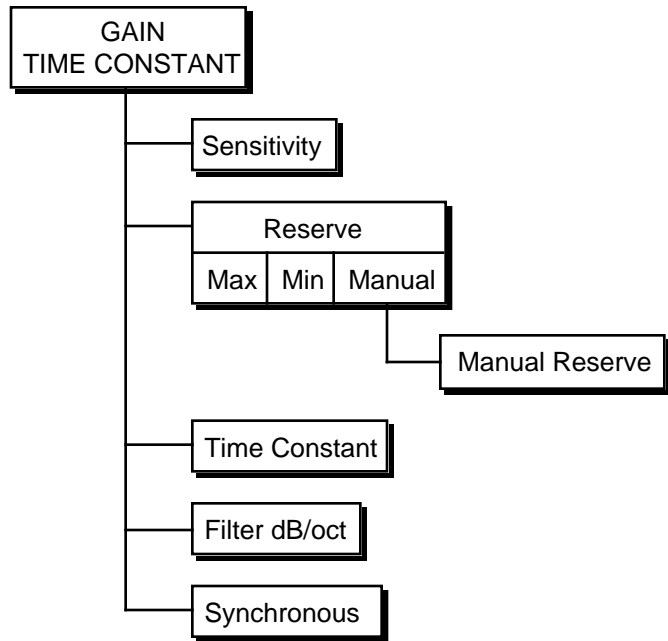 GAIN
TIME CONSTANT
Sensitivity
Reserve
Max Min Manual
Manual Reserve
Time Constant
Filter dB/oct
Synchronous